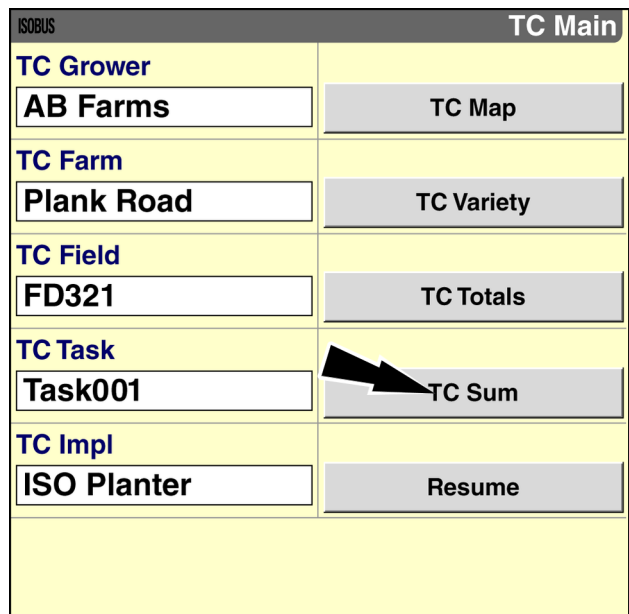 ISOBUS
TC Main
TC Grower
AB Farms
TC Map
TC Farm
Plank Road
TC Variety
TC Field
FD321
TC Totals
TC Task
Task001
TC Sum
TC Impl
ISO Planter
Resume